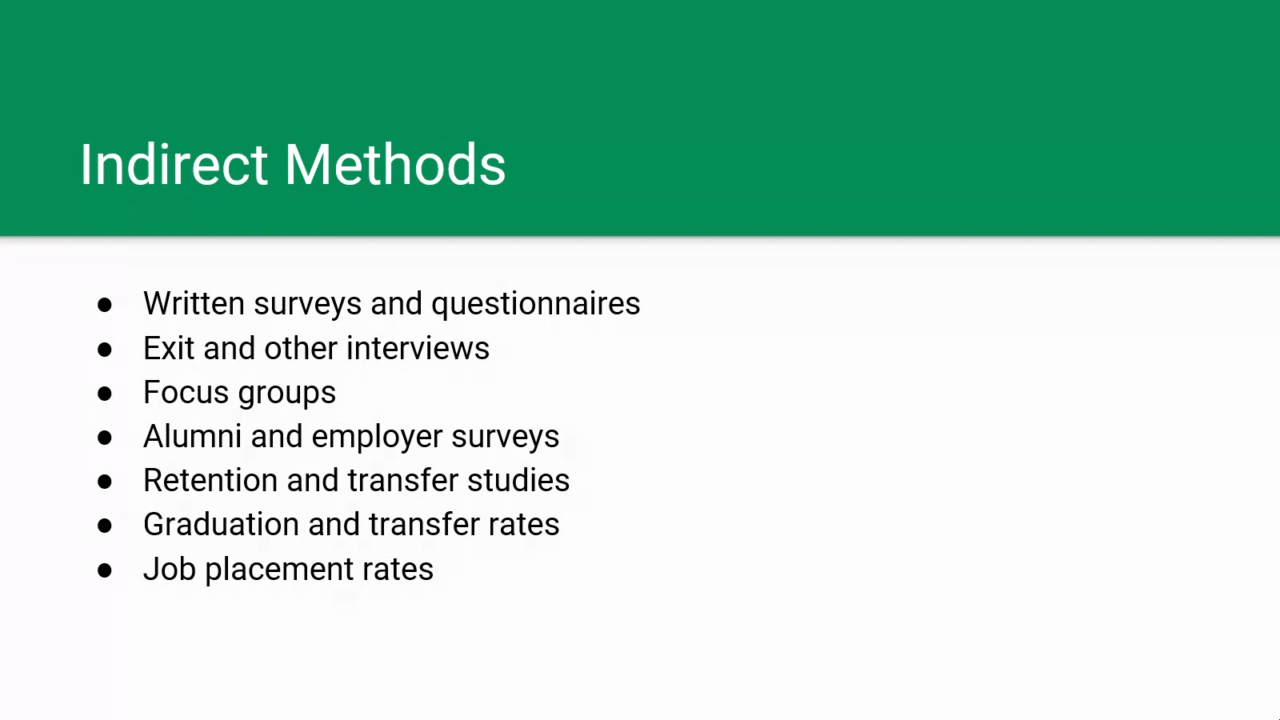 Indirect Methods
● Written surveys and questionnaires
● Exit and other interviews
● Focus groups
● Alumni and employer surveys
● Retention and transfer studies
● Graduation and transfer rates
● Job placement rates